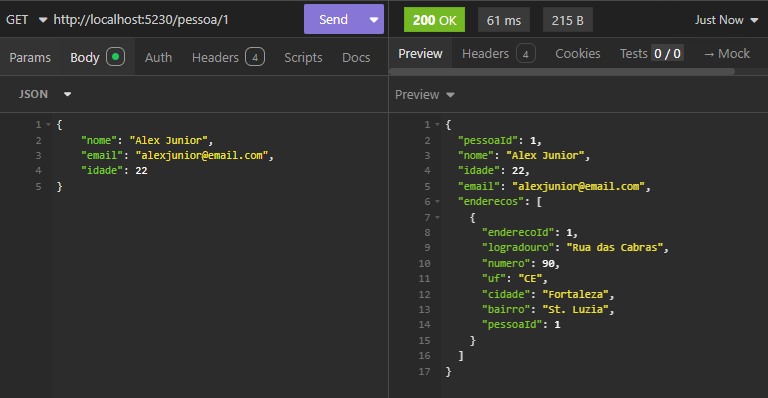 GET http://localhost:5230/pessoa/1 Send
Params Body Auth Headers 4 Scripts Docs
JSON
1 {
2 "nome": "Alex Junior",
3 "email": "alexjunior@email.com",
4 "idade": 22
5 }
200 OK 61 ms 215 B Just Now
Preview Headers 4 Cookies Tests 0 / 0 → Mock
Preview
1 {
2 "pessoaId": 1,
3 "nome": "Alex Junior",
4 "idade": 22,
5 "email": "alexjunior@email.com",
6 "enderecos": [
7 {
8 "enderecoId": 1,
9 "logradouro": "Rua das Cabras",
10 "numero": 90,
11 "uf": "CE",
12 "cidade": "Fortaleza",
13 "bairro": "St. Luzia",
14 "pessoaId": 1
15 }
16 ]
17 }